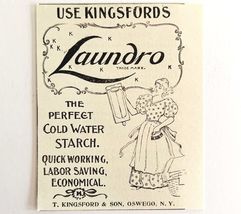 USE KINGSFORDS
K K K K K K
Laundro
TRADE MARK.
THE
PERFECT
COLD WATER
STARCH.
QUICK WORKING,
LABOR SAVING,
ECONOMICAL.
T. KINGSFORD & SON, OSWEGO, N.Y.